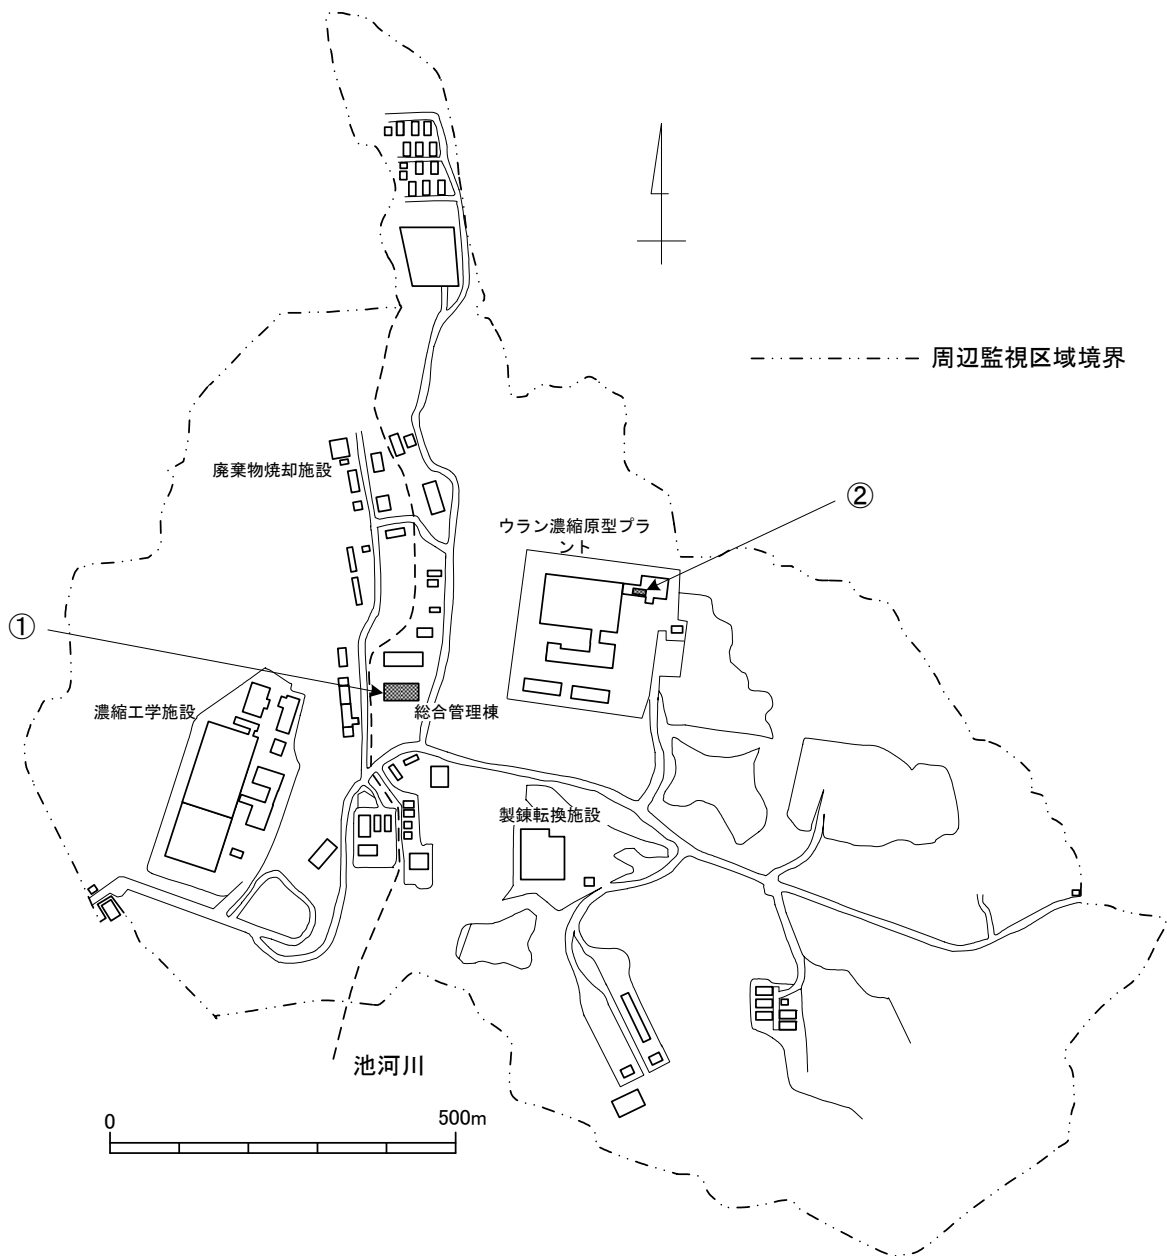 周辺監視区域境界
廃棄物焼却施設
②
ウラン濃縮原型プラ
ント
①
濃縮工学施設
総合管理棟
製錬転換施設
池河川
0
500m